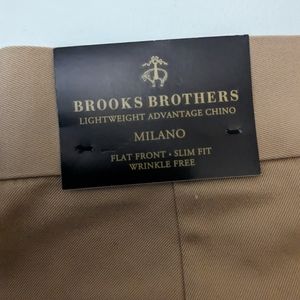 BROOKS BROTHERS
LIGHTWEIGHT ADVANTAGE CHINO
MILANO
FLAT FRONT • SLIM FIT
WRINKLE FREE